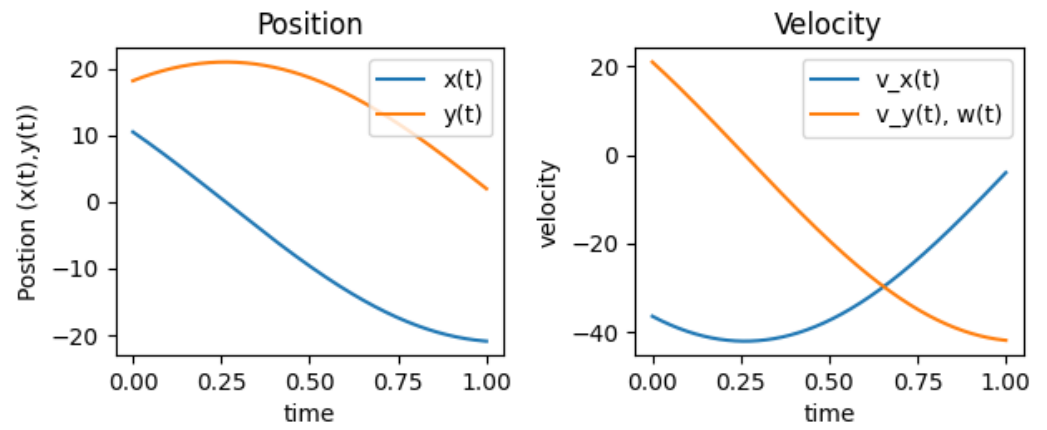 Position
x(t)
y(t)
20
10
0
−10
−20
Postion (x(t),y(t))
0.00 0.25 0.50 0.75 1.00
time
Velocity
v_x(t)
v_y(t), w(t)
20
0
−20
−40
velocity
0.00 0.25 0.50 0.75 1.00
time